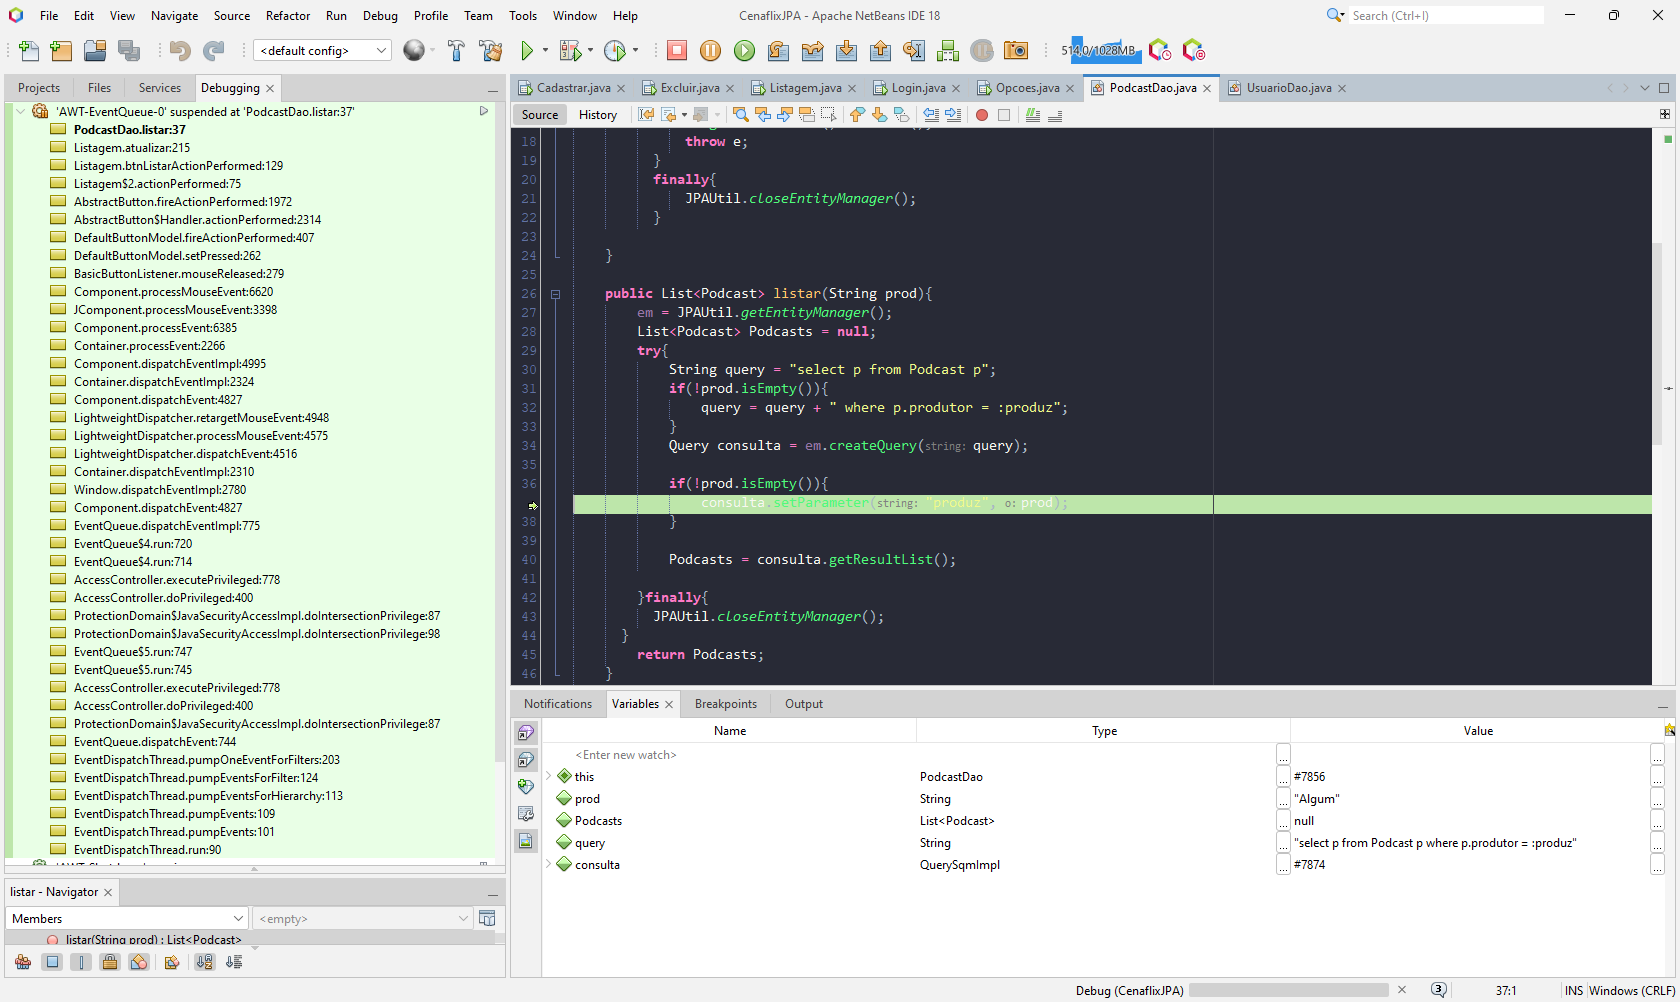 File Edit View Navigate Source Refactor Run Debug Profile Team Tools Window Help
CenaflixJPA - Apache NetBeans IDE 18
Search (Ctrl+I)
<default config>
514,0/1028MB
Projects Files Services Debugging
Cadastrar.java Excluir.java Listagem.java Login.java Opcoes.java PodcastDao.java UsuarioDao.java
Source History
'AWT-EventQueue-0' suspended at 'PodcastDao.listar:37'
PodcastDao.listar:37
Listagem.atualizar:215
Listagem.btnListarActionPerformed:129
Listagem$2.actionPerformed:75
AbstractButton.fireActionPerformed:1972
AbstractButton$Handler.actionPerformed:2314
DefaultButtonModel.fireActionPerformed:407
DefaultButtonModel.setPressed:262
BasicButtonListener.mouseReleased:279
Component.processMouseEvent:6620
JComponent.processMouseEvent:3398
Component.processEvent:6385
Container.processEvent:2266
Component.dispatchEventImpl:4995
Container.dispatchEventImpl:2324
Component.dispatchEvent:4827
LightweightDispatcher.retargetMouseEvent:4948
LightweightDispatcher.processMouseEvent:4575
LightweightDispatcher.dispatchEvent:4516
Container.dispatchEventImpl:2310
Window.dispatchEventImpl:2780
Component.dispatchEvent:4827
EventQueue.dispatchEventImpl:775
EventQueue$4.run:720
EventQueue$4.run:714
AccessController.executePrivileged:778
AccessController.doPrivileged:400
ProtectionDomain$JavaSecurityAccessImpl.doIntersectionPrivilege:87
ProtectionDomain$JavaSecurityAccessImpl.doIntersectionPrivilege:98
EventQueue$5.run:747
EventQueue$5.run:745
AccessController.executePrivileged:778
AccessController.doPrivileged:400
ProtectionDomain$JavaSecurityAccessImpl.doIntersectionPrivilege:87
EventQueue.dispatchEvent:744
EventDispatchThread.pumpOneEventForFilters:203
EventDispatchThread.pumpEventsForFilter:124
EventDispatchThread.pumpEventsForHierarchy:113
EventDispatchThread.pumpEvents:109
EventDispatchThread.pumpEvents:101
EventDispatchThread.run:90
18 throw e;
19 }
20 finally{
21 JPAUtil.closeEntityManager();
22 }
23
24 }
25
26 public List<Podcast> listar(String prod){
27 em = JPAUtil.getEntityManager();
28 List<Podcast> Podcasts = null;
29 try{
30 String query = "select p from Podcast p";
31 if(!prod.isEmpty()){
32 query = query + " where p.produtor = :produz";
33 }
34 Query consulta = em.createQuery(string: query);
35
36 if(!prod.isEmpty()){
consulta.setParameter(string: "produz", o: prod);
38 }
39
40 Podcasts = consulta.getResultList();
41
42 }finally{
43 JPAUtil.closeEntityManager();
44 }
45 return Podcasts;
46 }
Notifications Variables Breakpoints Output
Name Type Value
<Enter new watch> ...
this PodcastDao ... #7856 ...
prod String ... "Algum" ...
Podcasts List<Podcast> ... null ...
query String ... "select p from Podcast p where p.produtor = :produz" ...
consulta QuerySqmImpl ... #7874 ...
listar - Navigator
Members <empty>
listar(String prod) : List<Podcast>
Debug (CenaflixJPA) 3 37:1 INS Windows (CRLF)